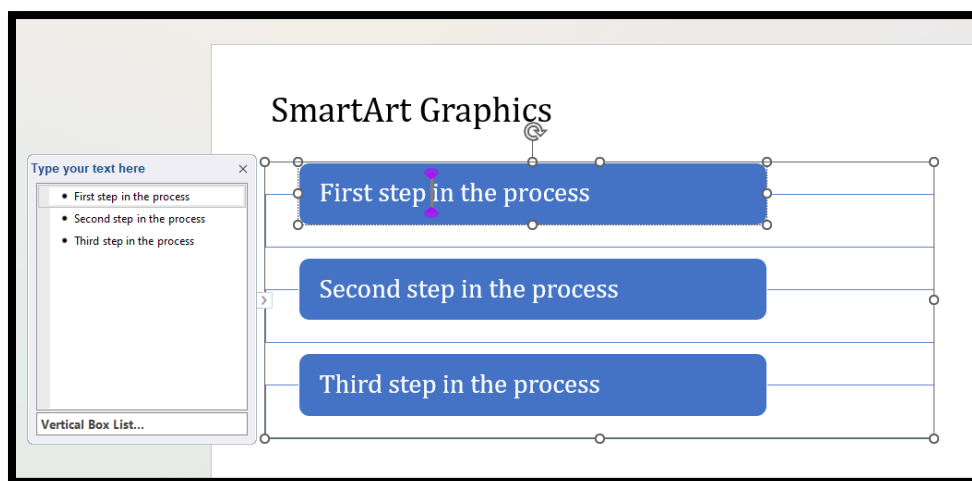 SmartArt Graphics
Type your text here
• First step in the process
• Second step in the process
• Third step in the process
Vertical Box List...
First step in the process
Second step in the process
Third step in the process